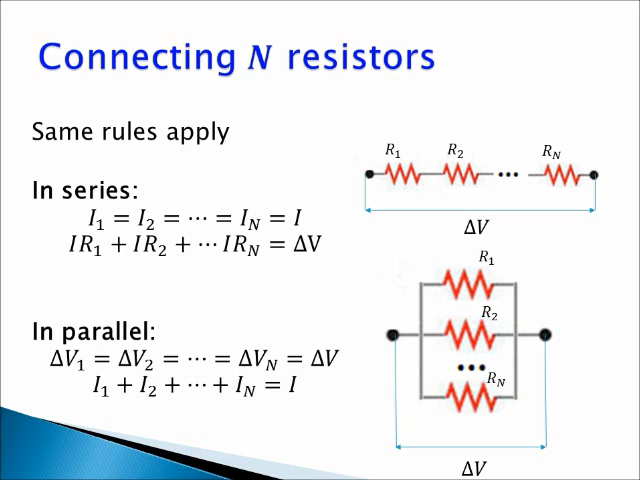 Connecting N resistors
Same rules apply
In series:
I₁ = I₂ = ⋯ = I_N = I
IR₁ + IR₂ + ⋯ IR_N = ΔV
In parallel:
ΔV₁ = ΔV₂ = ⋯ = ΔV_N = ΔV
I₁ + I₂ + ⋯ + I_N = I
R₁ R₂ R_N
•••
ΔV
R₁
R₂
•••
R_N
ΔV